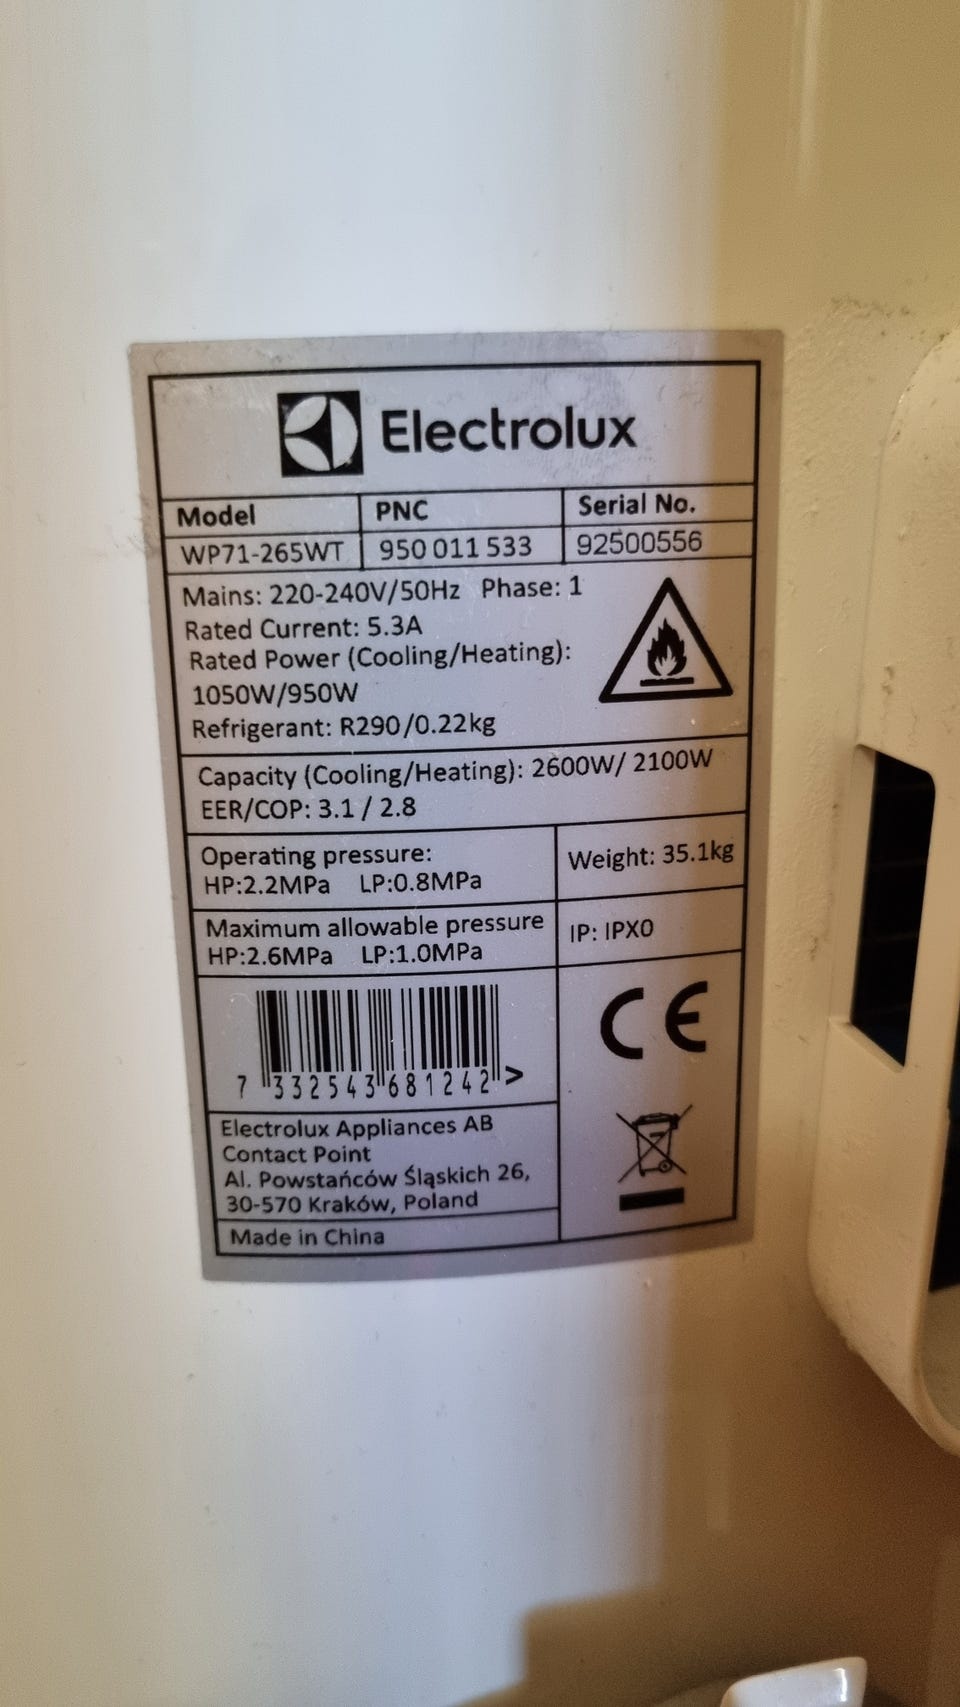 Electrolux
Model PNC Serial No.
WP71-265WT 950 011 533 92500556
Mains: 220-240V/50Hz Phase: 1
Rated Current: 5.3A
Rated Power (Cooling/Heating):
1050W/950W
Refrigerant: R290/0.22kg
Capacity (Cooling/Heating): 2600W/ 2100W
EER/COP: 3.1 / 2.8
Operating pressure:
HP:2.2MPa LP:0.8MPa
Weight: 35.1kg
Maximum allowable pressure
HP:2.6MPa LP:1.0MPa
IP: IPX0
7 332543 681242 >
CE
Electrolux Appliances AB
Contact Point
Al. Powstańców Śląskich 26,
30-570 Kraków, Poland
Made in China